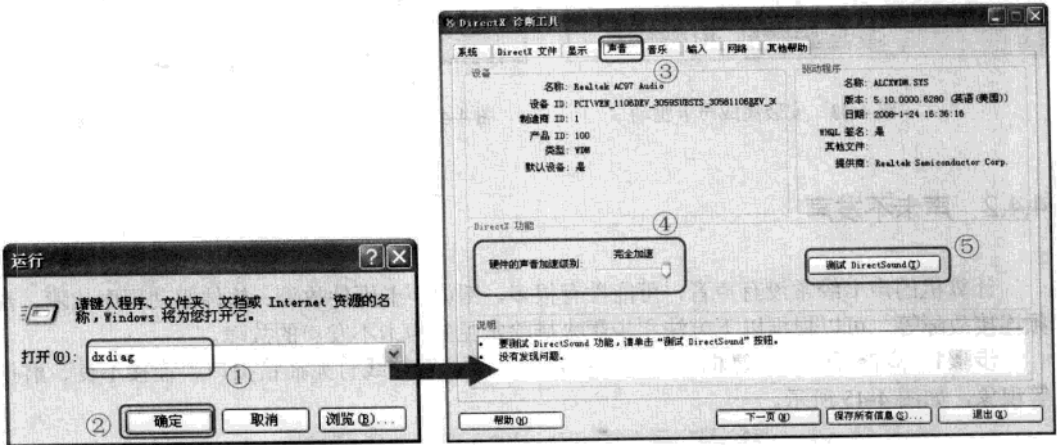 DirectX 诊断工具
系统 DirectX 文件 显示 声音 音乐 输入 网络 其他帮助
③
设备
名称: Realtek AC97 Audio
制造商 ID: 1
产品 ID: 100
类型: WDM
默认设备: 是
驱动程序
名称: ALCXWDM.SYS
版本: 5.10.0000.6280 (英语(美国))
日期: 2008-1-24 16:36:16
WHQL 签名: 是
其他文件:
提供商: Realtek Semiconductor Corp.
DirectX 功能
④
硬件的声音加速级别: 完全加速
⑤
测试 DirectSound(T)
说明
• 要测试 DirectSound 功能，请单击“测试 DirectSound”按钮。
• 没有发现问题。
帮助(H) 下一页(N) 保存所有信息(S)... 退出(X)
运行
请键入程序、文件夹、文档或 Internet 资源的名
称，Windows 将为您打开它。
打开(O): dxdiag
①
② 确定 取消 浏览(B)...